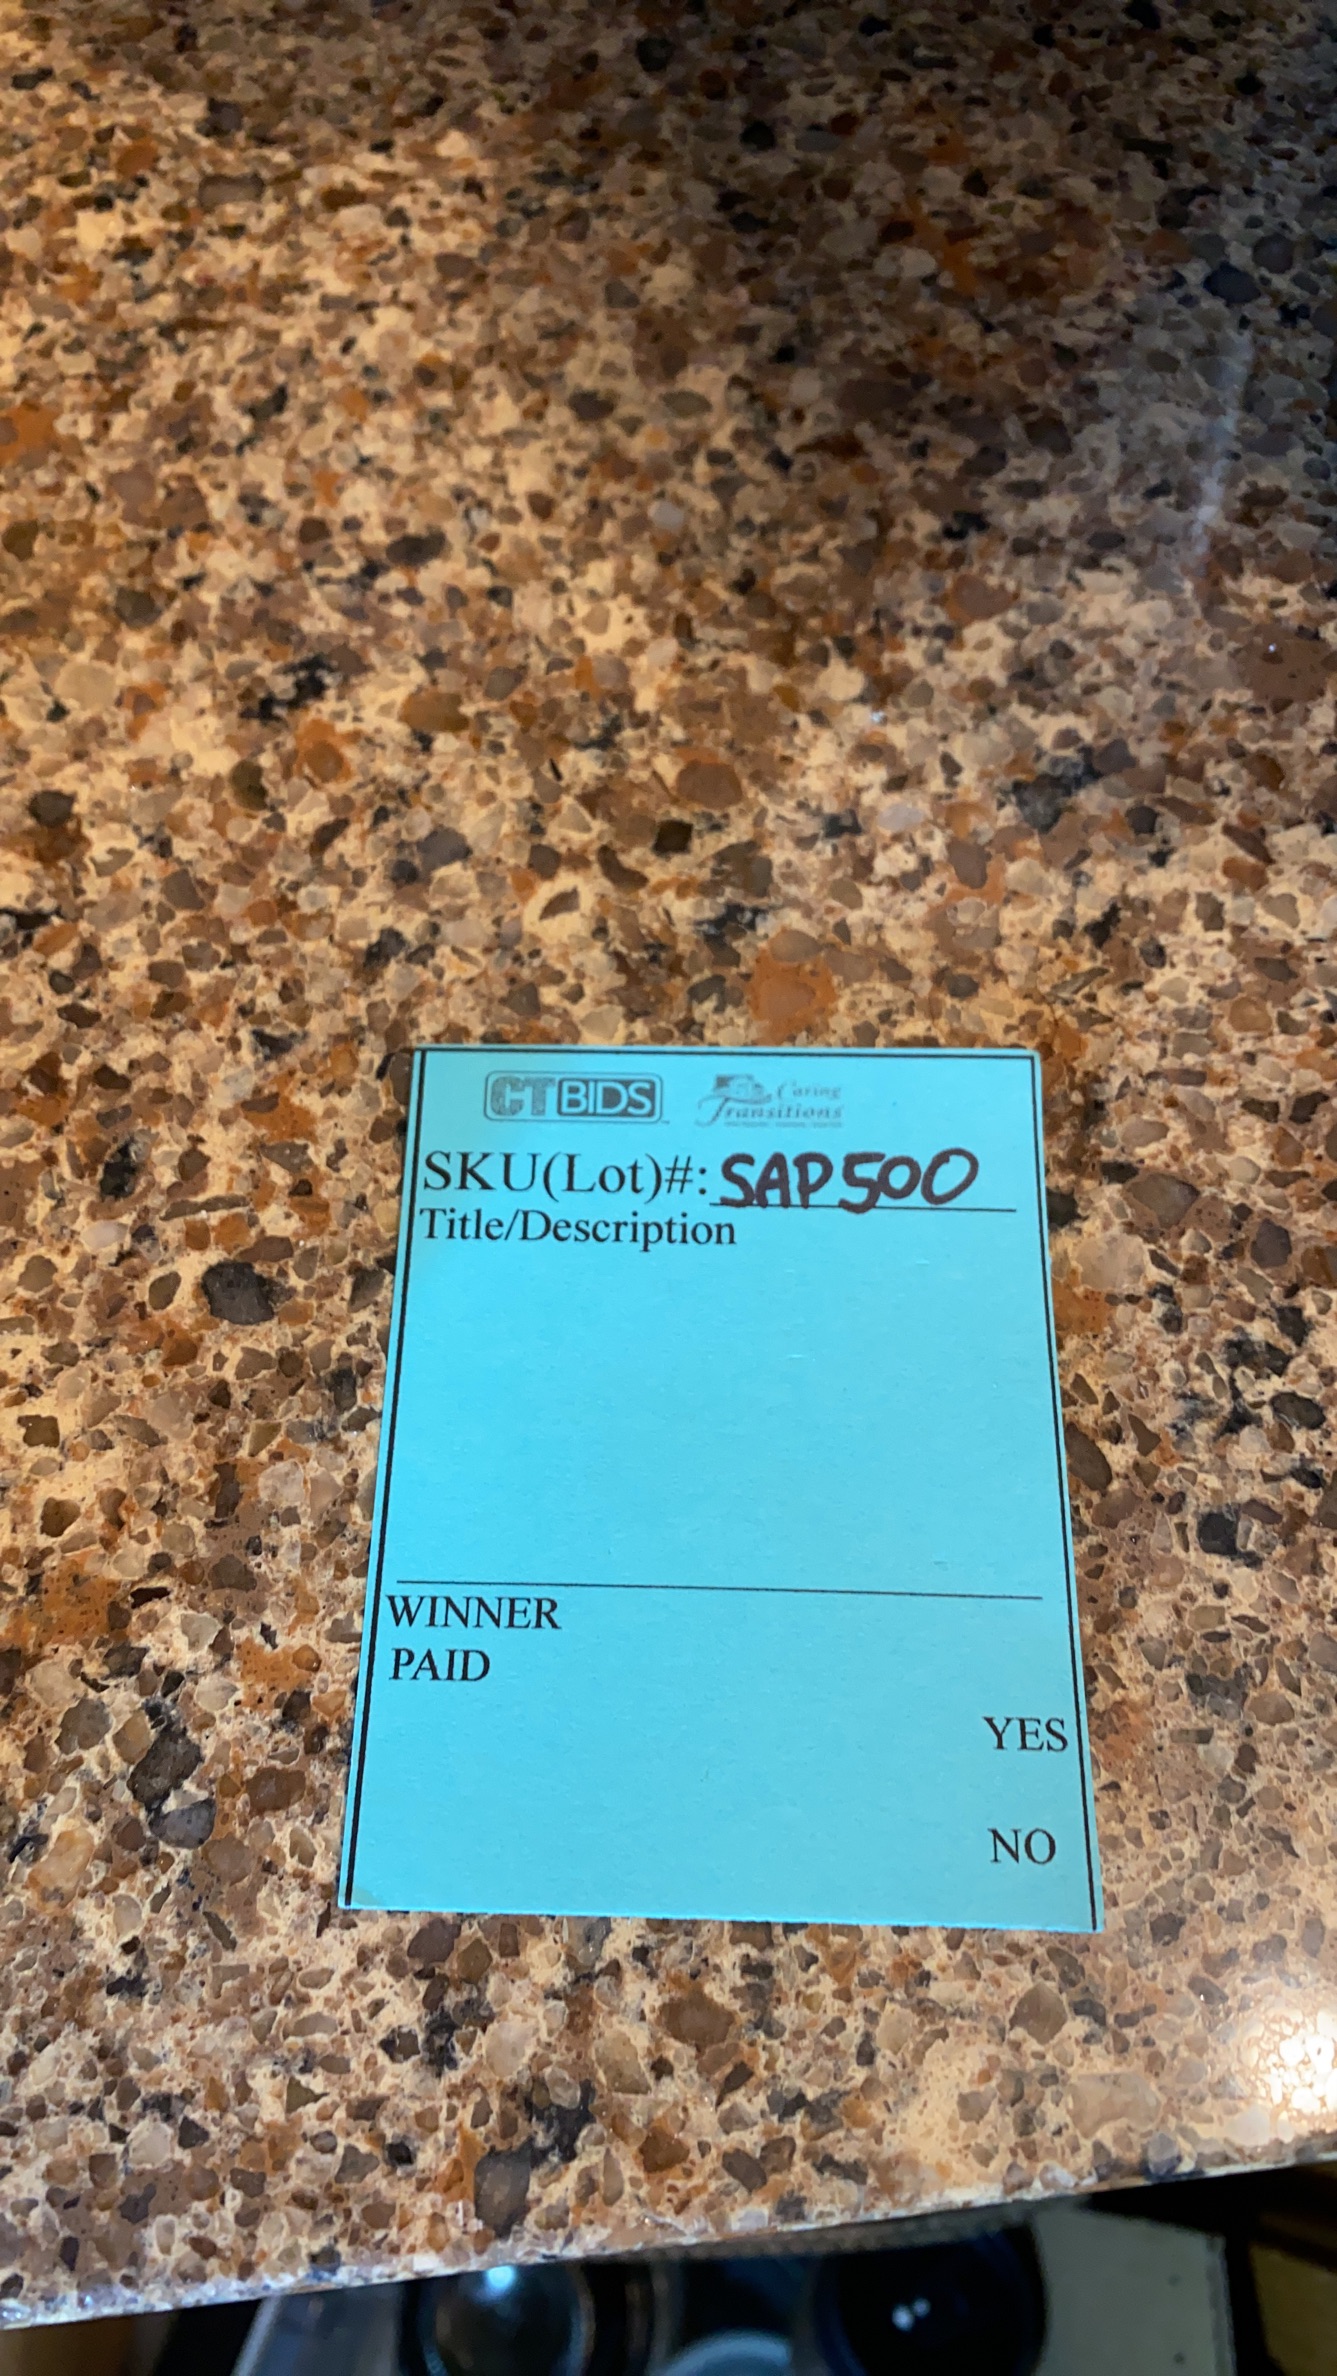 CTBIDS Caring Transitions
SKU(Lot)#: SAP500
Title/Description
WINNER
PAID
YES
NO